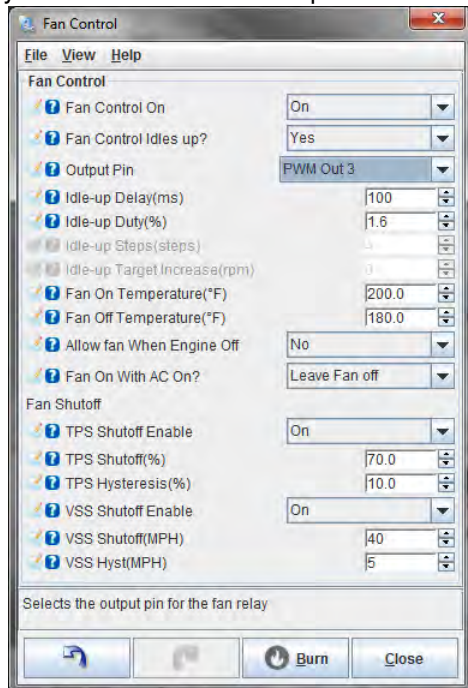 Fan Control
File View Help
Fan Control
Fan Control On On
Fan Control Idles up? Yes
Output Pin PWM Out 3
Idle-up Delay(ms) 100
Idle-up Duty(%) 1.6
Idle-up Steps(steps)
Idle-up Target Increase(rpm)
Fan On Temperature(°F) 200.0
Fan Off Temperature(°F) 180.0
Allow fan When Engine Off No
Fan On With AC On? Leave Fan off
Fan Shutoff
TPS Shutoff Enable On
TPS Shutoff(%) 70.0
TPS Hysteresis(%) 10.0
VSS Shutoff Enable On
VSS Shutoff(MPH) 40
VSS Hyst(MPH) 5
Selects the output pin for the fan relay
Burn Close